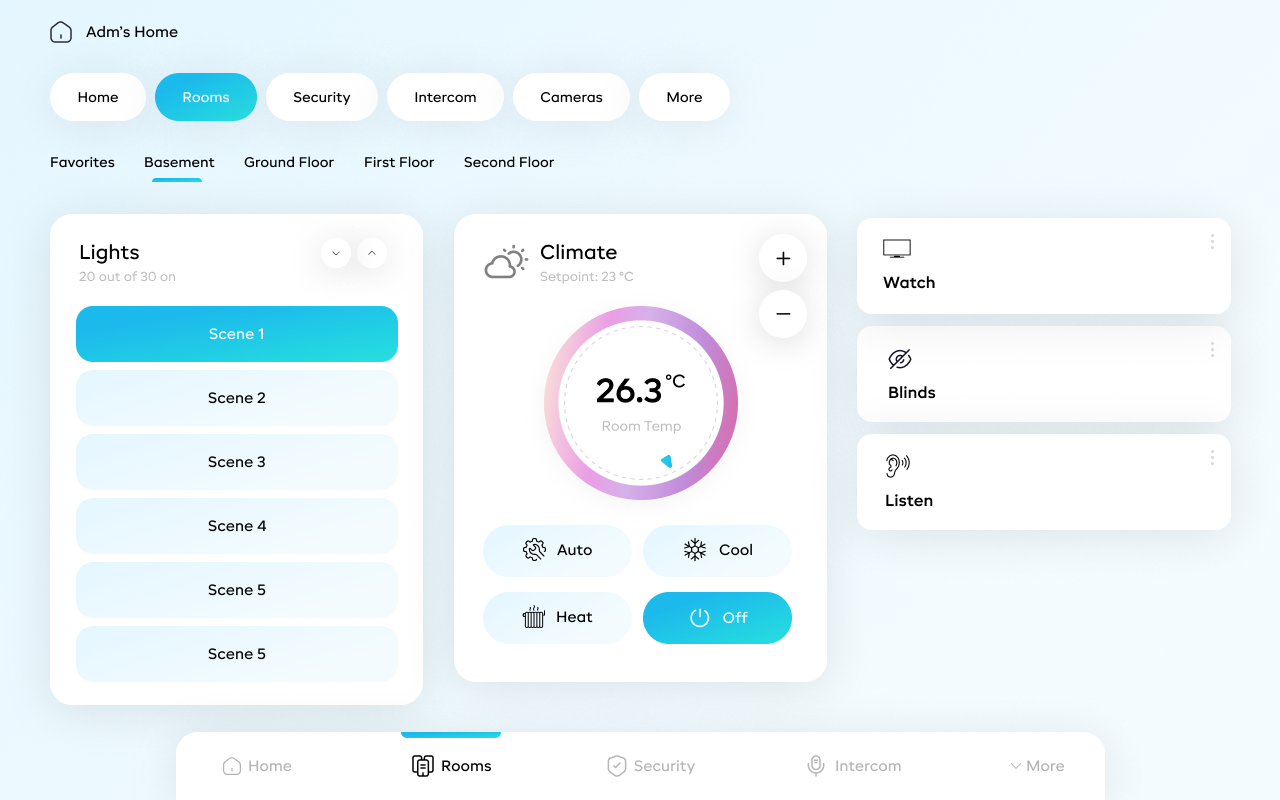 Adm’s Home
Home
Rooms
Security
Intercom
Cameras
More
Favorites
Basement
Ground Floor
First Floor
Second Floor
Lights
20 out of 30 on
Scene 1
Scene 2
Scene 3
Scene 4
Scene 5
Scene 5
Climate
Setpoint: 23 °C
+
−
26.3°C
Room Temp
Auto
Cool
Heat
Off
Watch
Blinds
Listen
Home
Rooms
Security
Intercom
More